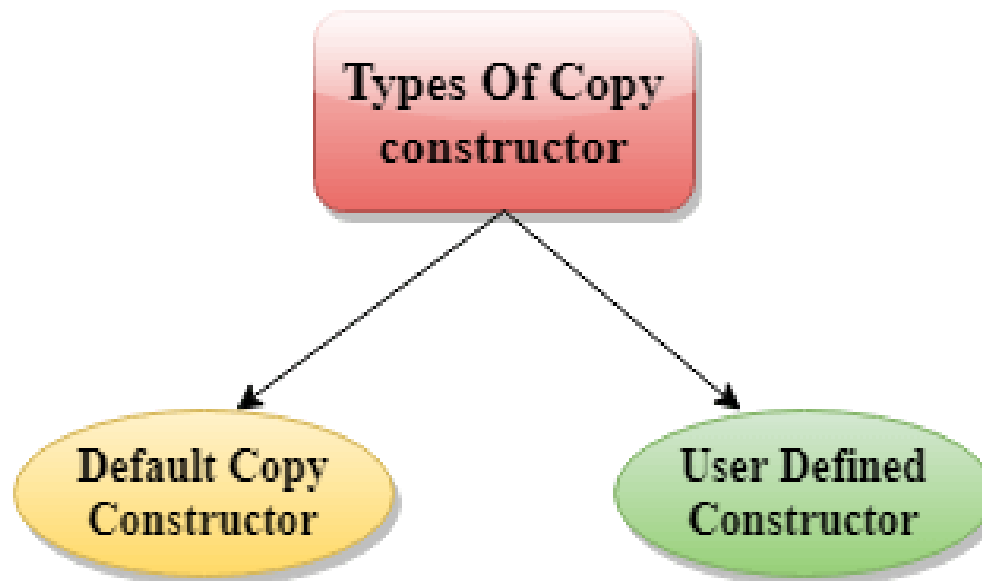 Types Of Copy
constructor
Default Copy
Constructor
User Defined
Constructor